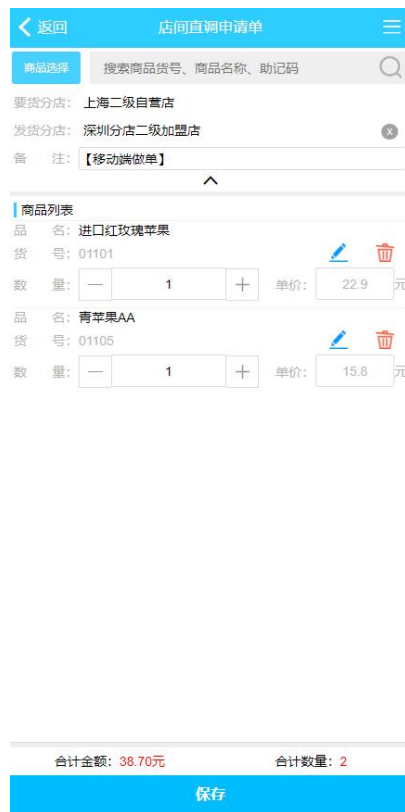 返回 店间直调申请单
商品选择 搜索商品货号、商品名称、助记码
要货分店: 上海二级自营店
发货分店: 深圳分店二级加盟店 X
备 注: 【移动端做单】
商品列表
品 名: 进口红玫瑰苹果
货 号: 01101
数 量: — 1 + 单价: 22.9 元
品 名: 青苹果AA
货 号: 01105
数 量: — 1 + 单价: 15.8 元
合计金额: 38.70元 合计数量: 2
保存